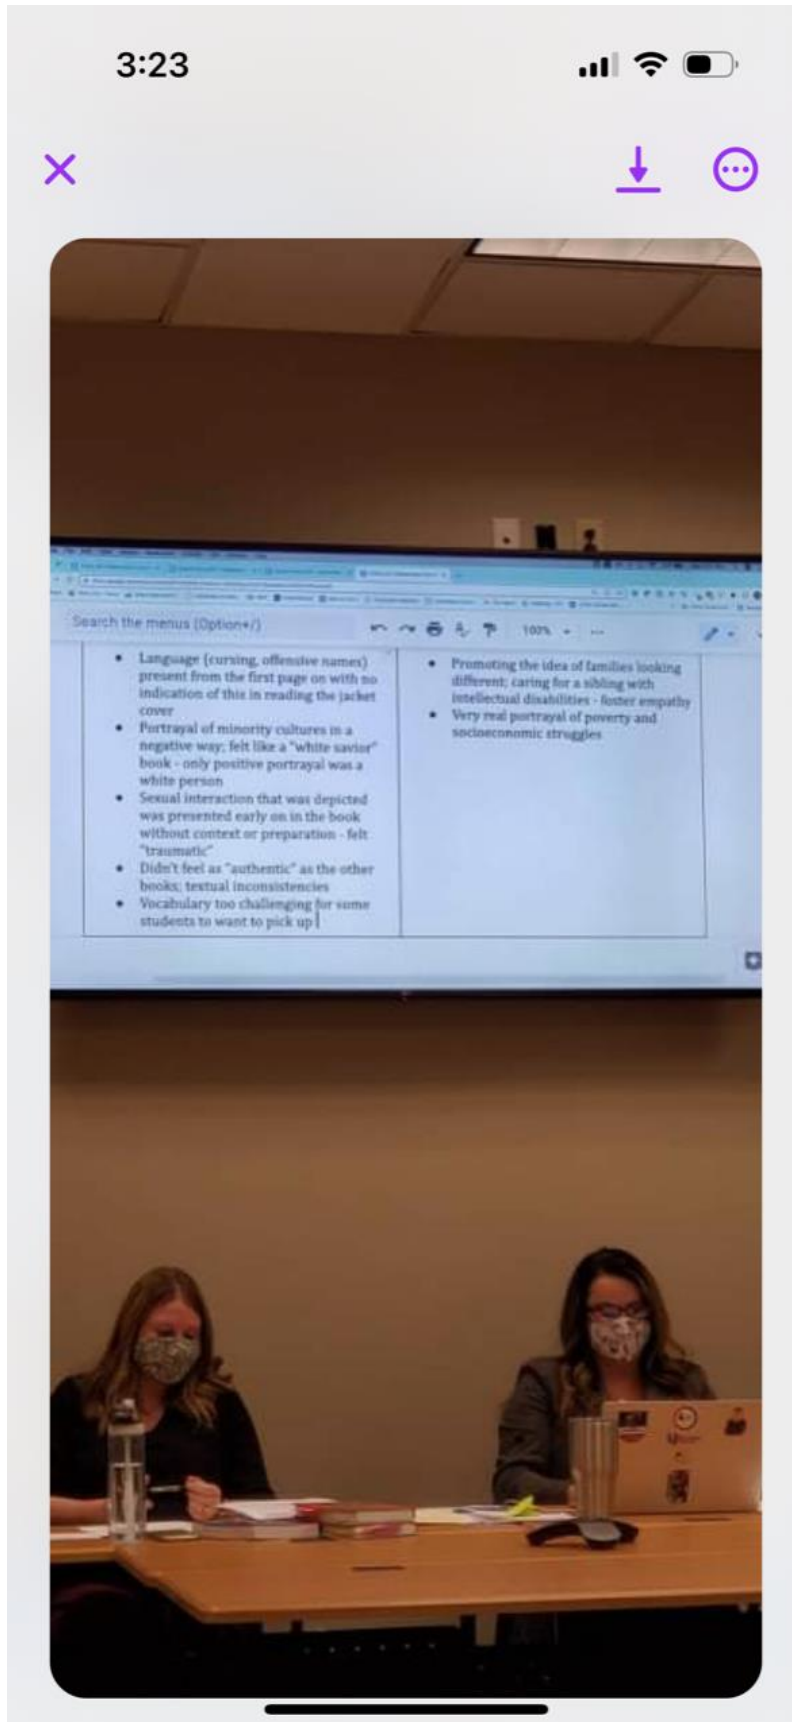 3:23
Search the menus (Option+/)
100%
• Language (cursing, offensive names)
present from the first page on with no
indication of this in reading the jacket
cover
• Portrayal of minority cultures in a
negative way; felt like a "white savior"
book - only positive portrayal was a
white person
• Sexual interaction that was depicted
was presented early on in the book
without context or preparation - felt
"traumatic"
• Didn't feel as "authentic" as the other
books; textual inconsistencies
• Vocabulary too challenging for some
students to want to pick up
• Promoting the idea of families looking
different; caring for a sibling with
intellectual disabilities - foster empathy
• Very real portrayal of poverty and
socioeconomic struggles